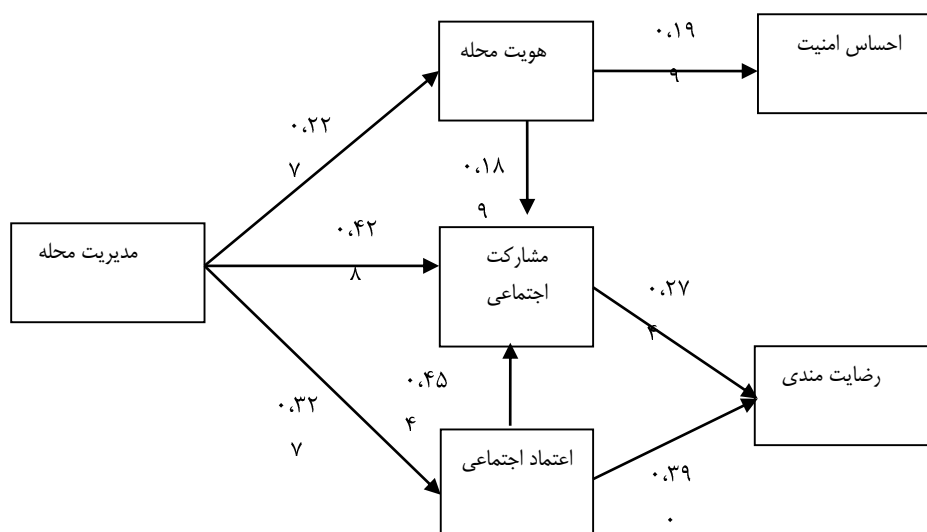 ۰،۱۹
۹
احساس امنیت
هویت محله
۰،۲۲
۷
۰،۱۸
۹
مدیریت محله
۰،۴۲
۸
مشارکت
اجتماعی
۰،۲۷
۴
رضایت مندی
۰،۴۵
۴
۰،۳۲
۷
اعتماد اجتماعی
۰،۳۹
۰